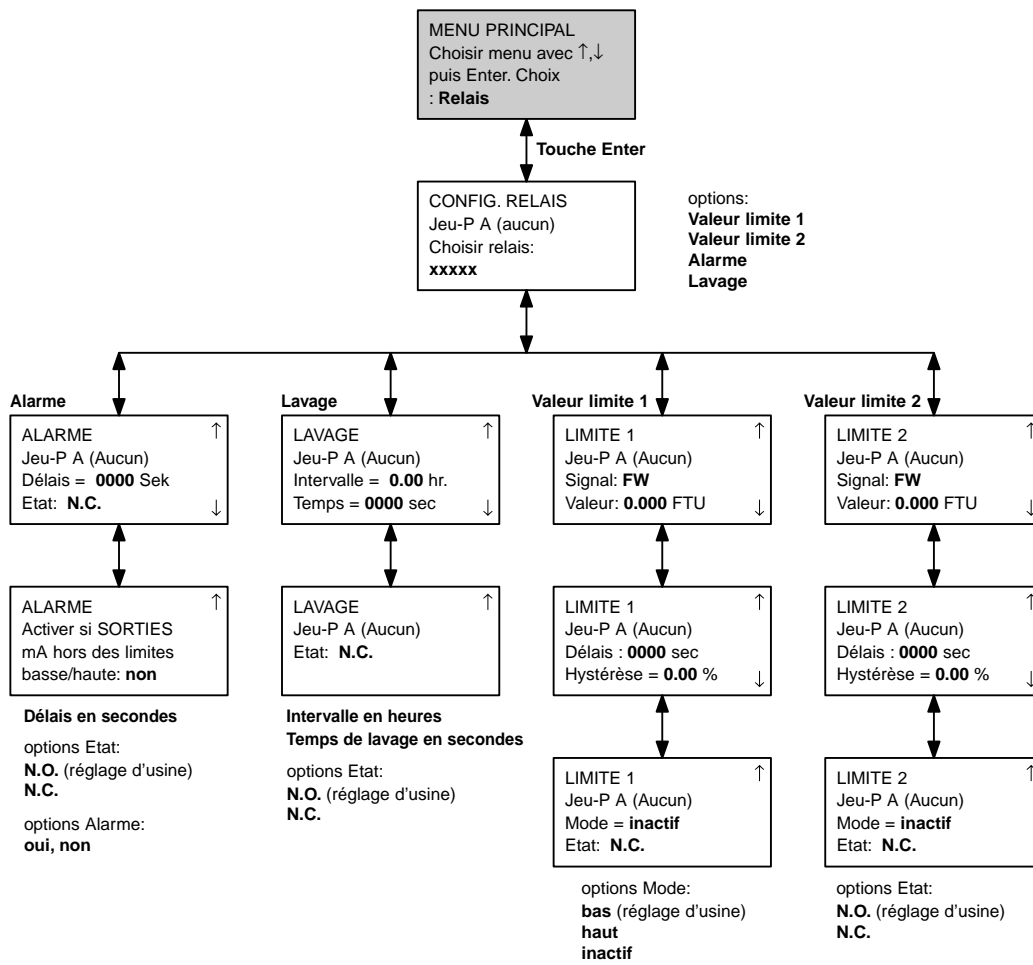 MENU PRINCIPAL
Choisir menu avec ↑,↓
puis Enter. Choix
: Relais
Touche Enter
CONFIG. RELAIS
Jeu-P A (aucun)
Choisir relais:
xxxxx
options:
Valeur limite 1
Valeur limite 2
Alarme
Lavage
Alarme
ALARME ↑
Jeu-P A (Aucun)
Délais = 0000 Sek
Etat: N.C. ↓
ALARME ↑
Activer si SORTIES
mA hors des limites
basse/haute: non
Délais en secondes
options Etat:
N.O. (réglage d'usine)
N.C.
options Alarme:
oui, non
Lavage
LAVAGE ↑
Jeu-P A (Aucun)
Intervalle = 0.00 hr.
Temps = 0000 sec ↓
LAVAGE ↑
Jeu-P A (Aucun)
Etat: N.C.
Intervalle en heures
Temps de lavage en secondes
options Etat:
N.O. (réglage d'usine)
N.C.
Valeur limite 1
LIMITE 1 ↑
Jeu-P A (Aucun)
Signal: FW
Valeur: 0.000 FTU ↓
LIMITE 1 ↑
Jeu-P A (Aucun)
Délais : 0000 sec
Hystérèse = 0.00 % ↓
LIMITE 1 ↑
Jeu-P A (Aucun)
Mode = inactif
Etat: N.C.
options Mode:
bas (réglage d'usine)
haut
inactif
Valeur limite 2
LIMITE 2 ↑
Jeu-P A (Aucun)
Signal: FW
Valeur: 0.000 FTU ↓
LIMITE 2 ↑
Jeu-P A (Aucun)
Délais : 0000 sec
Hystérèse = 0.00 % ↓
LIMITE 2 ↑
Jeu-P A (Aucun)
Mode = inactif
Etat: N.C.
options Etat:
N.O. (réglage d'usine)
N.C.